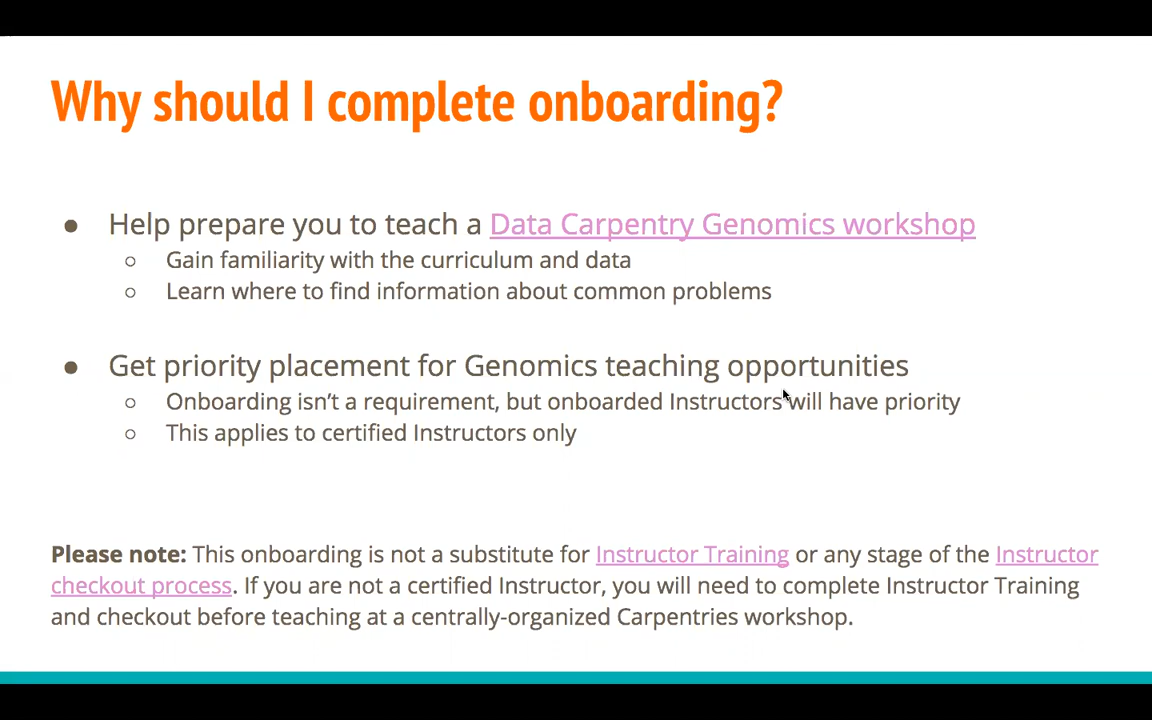 Why should I complete onboarding?
● Help prepare you to teach a Data Carpentry Genomics workshop
○ Gain familiarity with the curriculum and data
○ Learn where to find information about common problems
● Get priority placement for Genomics teaching opportunities
○ Onboarding isn’t a requirement, but onboarded Instructors will have priority
○ This applies to certified Instructors only
Please note: This onboarding is not a substitute for Instructor Training or any stage of the Instructor
checkout process. If you are not a certified Instructor, you will need to complete Instructor Training
and checkout before teaching at a centrally-organized Carpentries workshop.